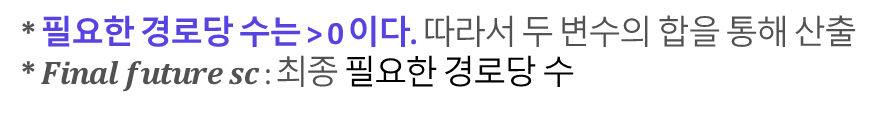 * 필요한 경로당 수는 > 0 이다. 따라서 두 변수의 합을 통해 산출
* Final future sc : 최종 필요한 경로당 수